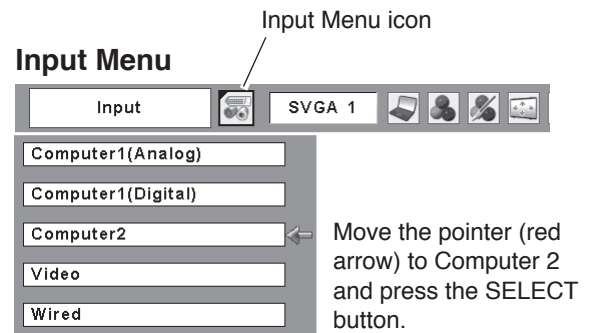 Input Menu icon
Input Menu
Input
SVGA 1
Computer1(Analog)
Computer1(Digital)
Computer2
Video
Wired
Move the pointer (red
arrow) to Computer 2
and press the SELECT
button.